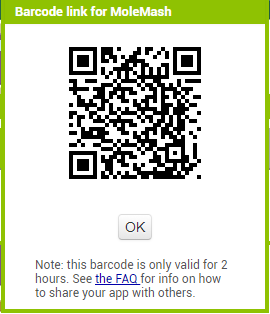 Barcode link for MoleMash
OK
Note: this barcode is only valid for 2
hours. See the FAQ for info on how
to share your app with others.